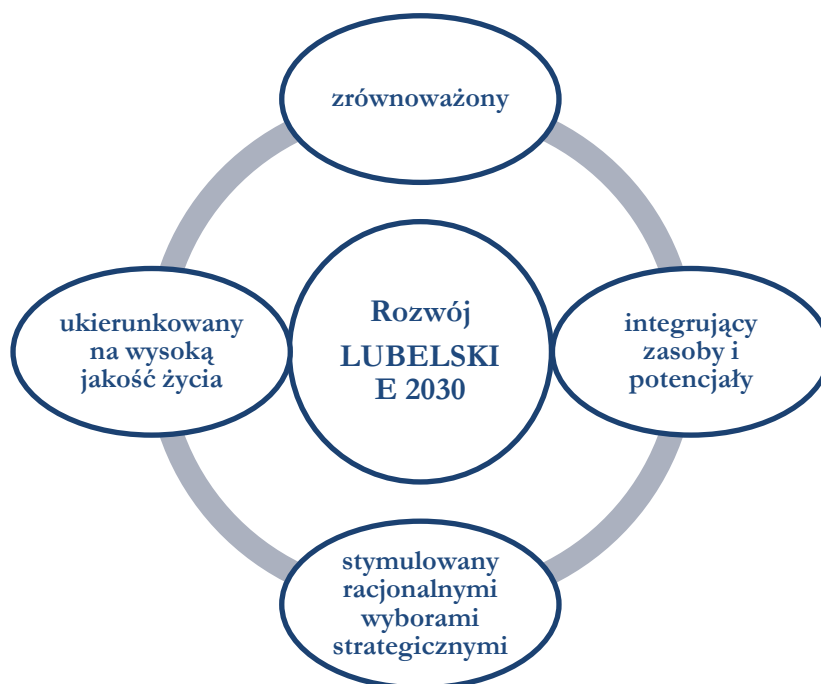 zrównoważony
ukierunkowany
na wysoką
jakość życia
Rozwój
LUBELSKI
E 2030
integrujący
zasoby i
potencjały
stymulowany
racjonalnymi
wyborami
strategicznymi